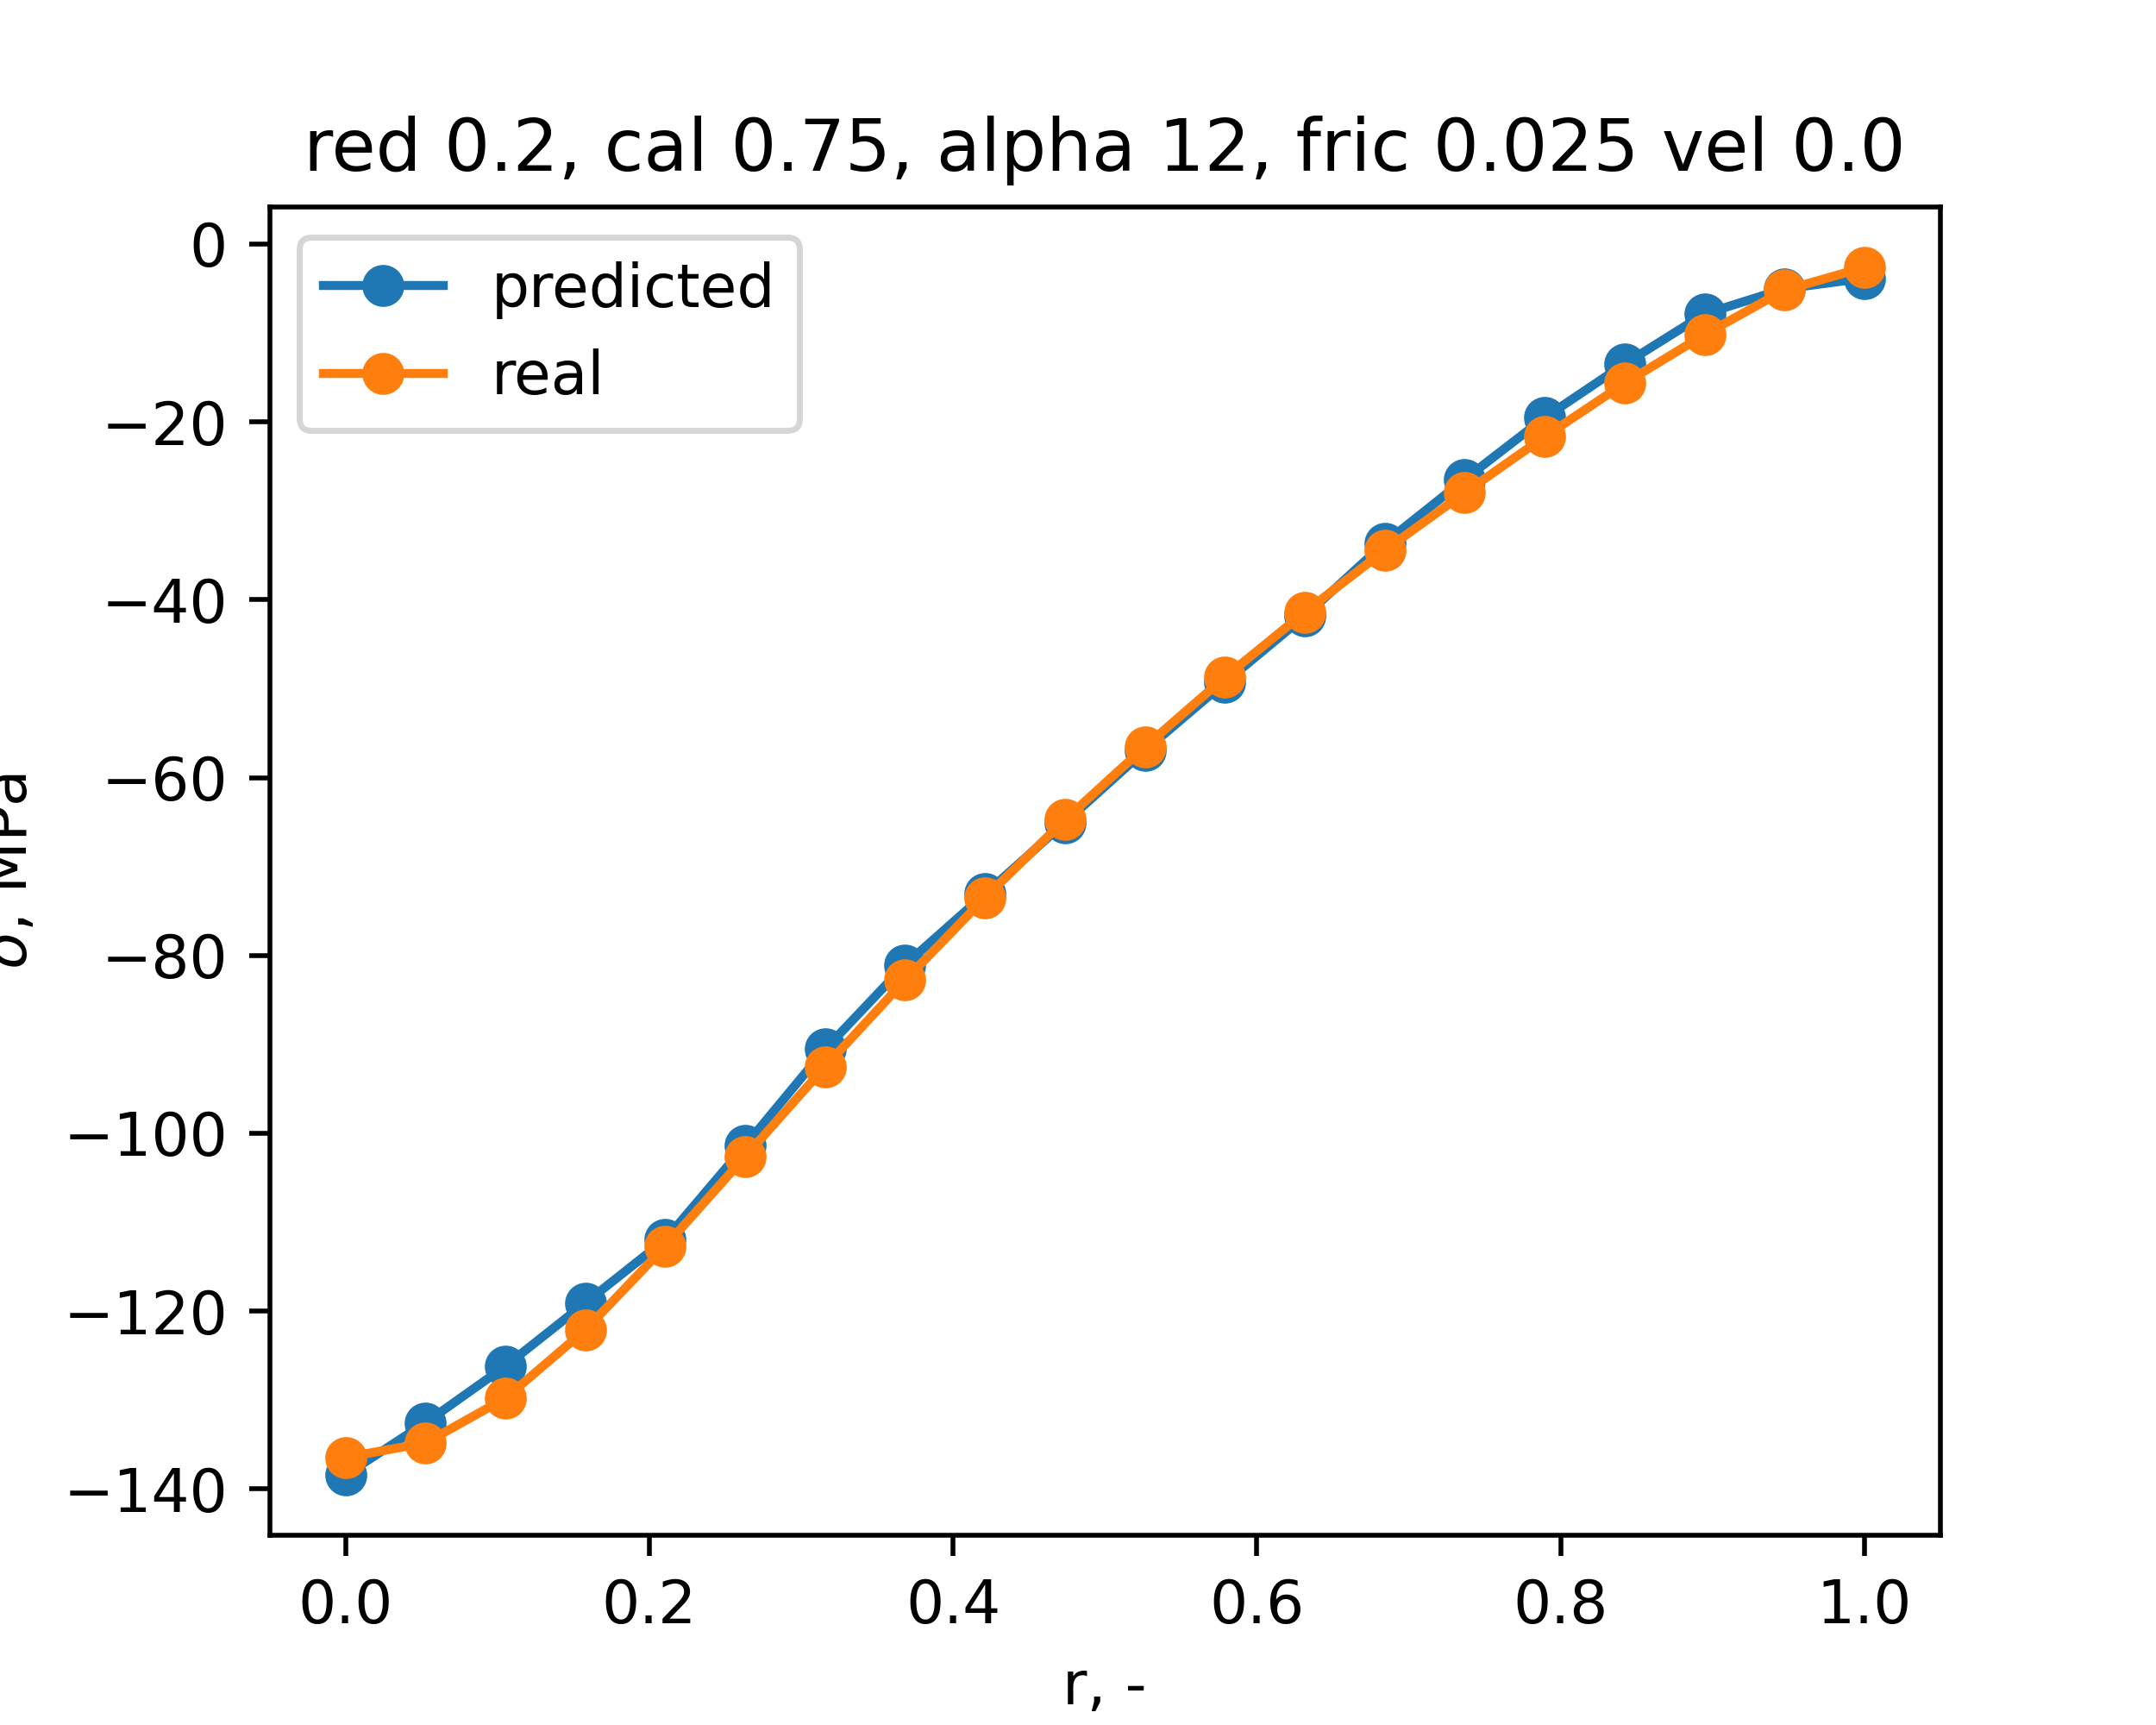 red 0.2, cal 0.75, alpha 12, fric 0.025 vel 0.0
0
−20
−40
−60
−80
−100
−120
−140
predicted
real
σ, MPa
0.0 0.2 0.4 0.6 0.8 1.0
r, -